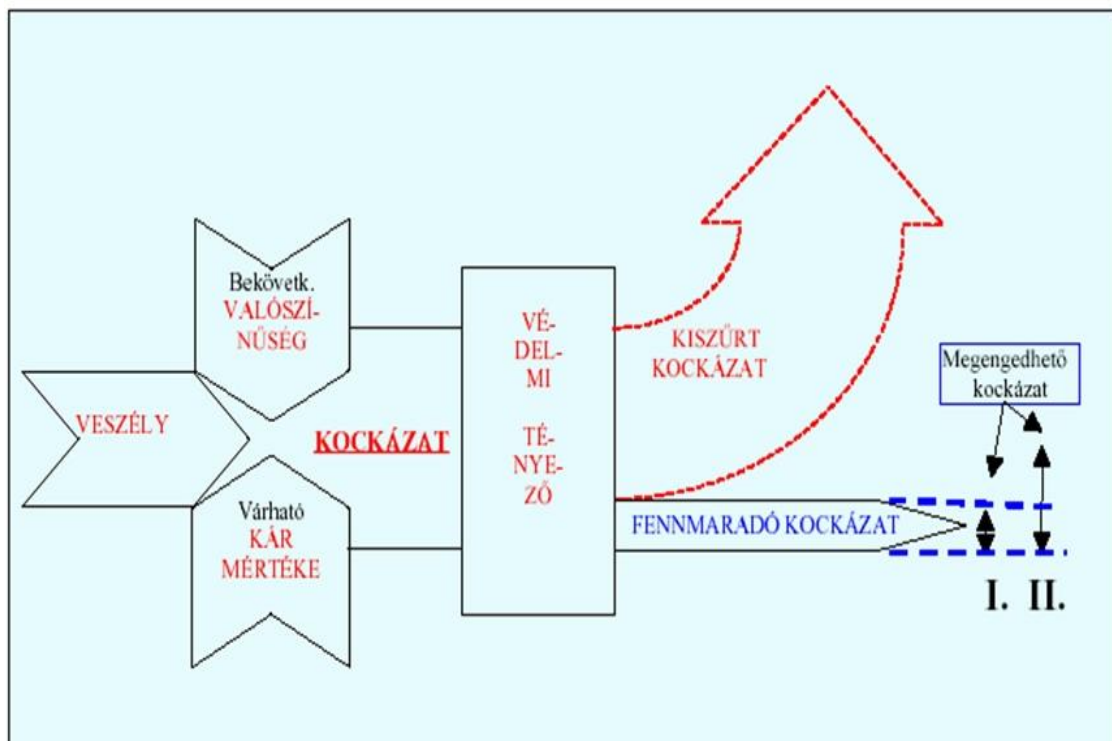 Bekövetk.
VALÓSZÍ-
NŰSÉG
VESZÉLY
KOCKÁZAT
Várható
KÁR
MÉRTÉKE
VÉ-
DEL-
MI
TÉ-
NYE-
ZŐ
KISZŰRT
KOCKÁZAT
FENNMARADÓ KOCKÁZAT
Megengedhető
kockázat
I. II.